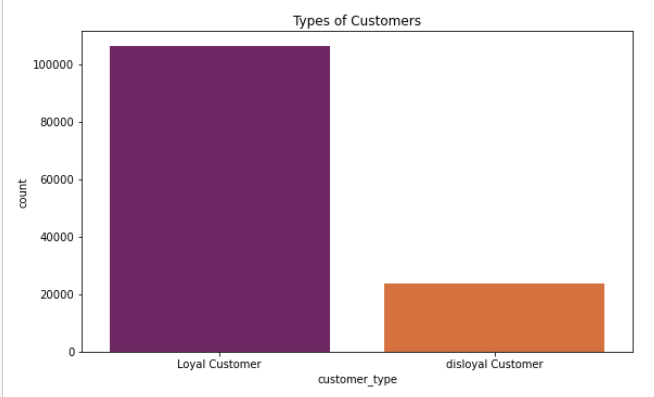 Types of Customers
100000
80000
60000
40000
20000
0
count
Loyal Customer
disloyal Customer
customer_type